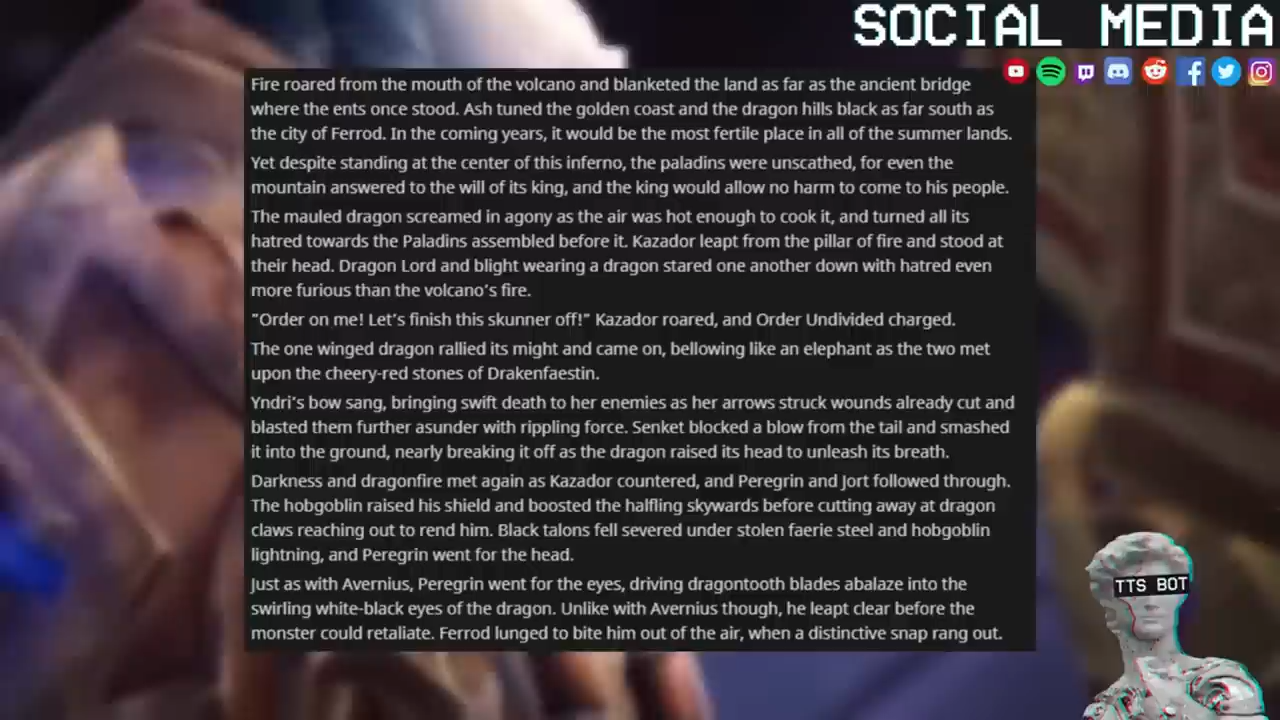 SOCIAL MEDIA
Fire roared from the mouth of the volcano and blanketed the land as far as the ancient bridge
where the ents once stood. Ash tuned the golden coast and the dragon hills black as far south as
the city of Ferrod. In the coming years, it would be the most fertile place in all of the summer lands.
Yet despite standing at the center of this inferno, the paladins were unscathed, for even the
mountain answered to the will of its king, and the king would allow no harm to come to his people.
The mauled dragon screamed in agony as the air was hot enough to cook it, and turned all its
hatred towards the Paladins assembled before it. Kazador leapt from the pillar of fire and stood at
their head. Dragon Lord and blight wearing a dragon stared one another down with hatred even
more furious than the volcano's fire.
"Order on me! Let's finish this skunner off!" Kazador roared, and Order Undivided charged.
The one winged dragon rallied its might and came on, bellowing like an elephant as the two met
upon the cheery-red stones of Drakenfaestin.
Yndri's bow sang, bringing swift death to her enemies as her arrows struck wounds already cut and
blasted them further asunder with rippling force. Senket blocked a blow from the tail and smashed
it into the ground, nearly breaking it off as the dragon raised its head to unleash its breath.
Darkness and dragonfire met again as Kazador countered, and Peregrin and Jort followed through.
The hobgoblin raised his shield and boosted the halfling skywards before cutting away at dragon
claws reaching out to rend him. Black talons fell severed under stolen faerie steel and hobgoblin
lightning, and Peregrin went for the head.
Just as with Avernius, Peregrin went for the eyes, driving dragontooth blades abalaze into the
swirling white-black eyes of the dragon. Unlike with Avernius though, he leapt clear before the
monster could retaliate. Ferrod lunged to bite him out of the air, when a distinctive snap rang out.
TTS BOT